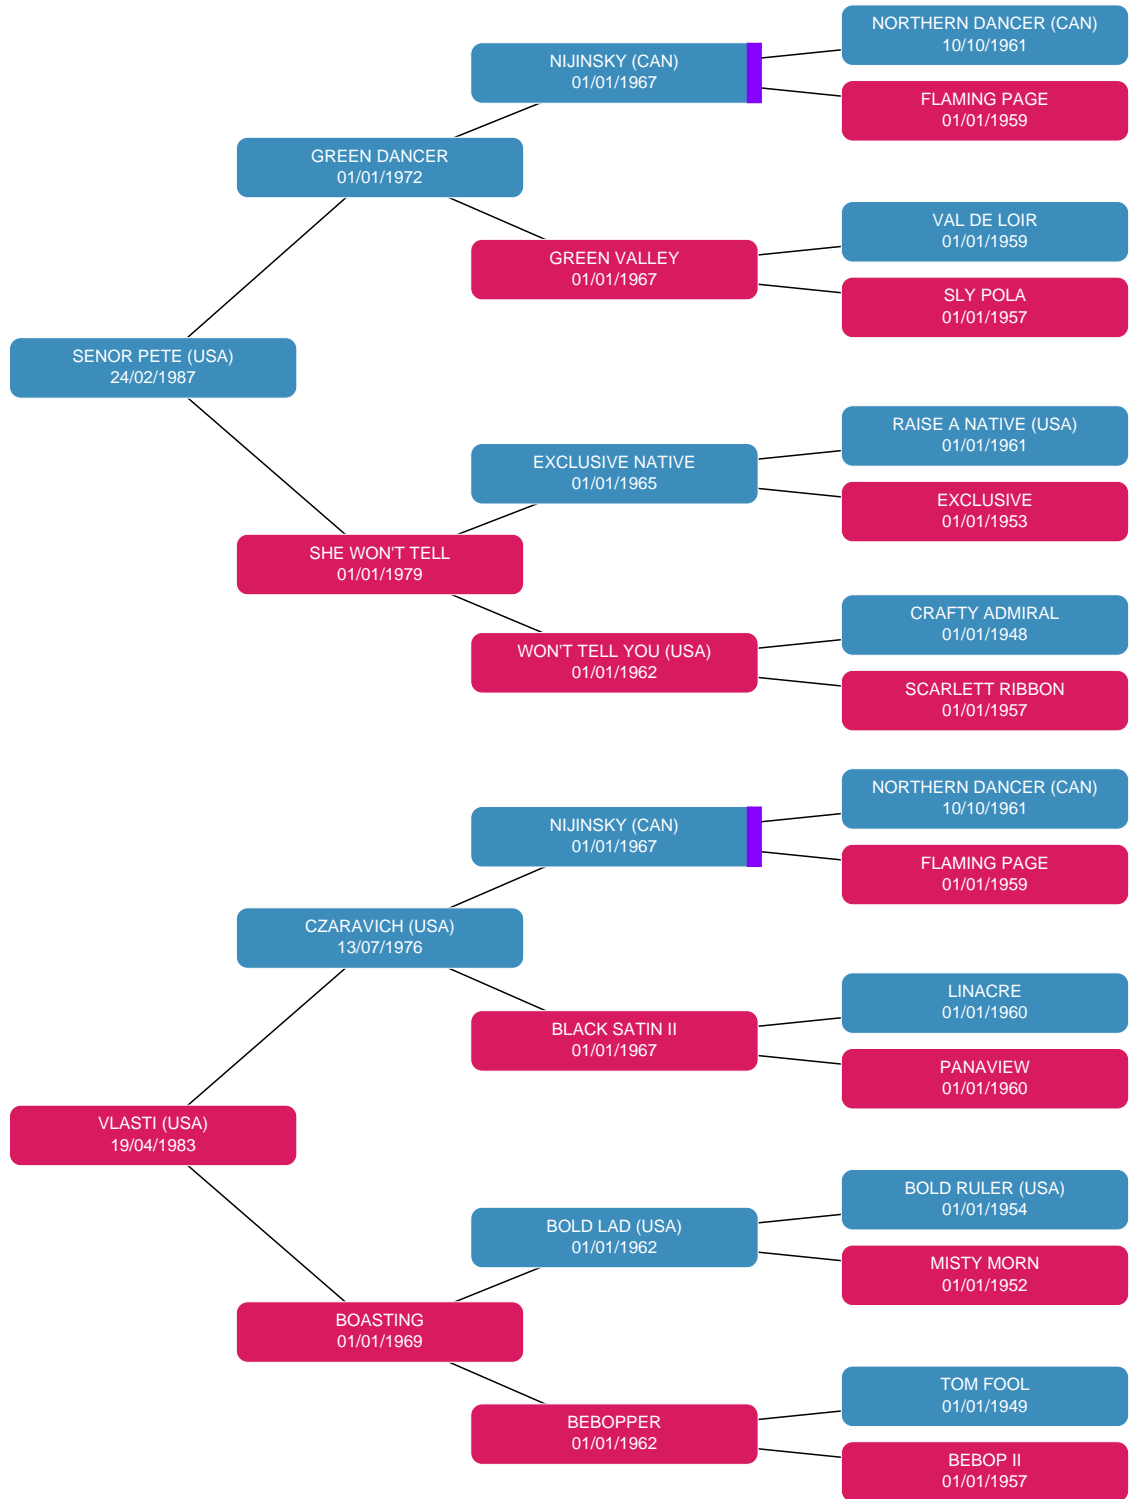 NORTHERN DANCER (CAN)
10/10/1961
NIJINSKY (CAN)
01/01/1967
FLAMING PAGE
01/01/1959
GREEN DANCER
01/01/1972
VAL DE LOIR
01/01/1959
GREEN VALLEY
01/01/1967
SLY POLA
01/01/1957
SENOR PETE (USA)
24/02/1987
RAISE A NATIVE (USA)
01/01/1961
EXCLUSIVE NATIVE
01/01/1965
EXCLUSIVE
01/01/1953
SHE WON'T TELL
01/01/1979
CRAFTY ADMIRAL
01/01/1948
WON'T TELL YOU (USA)
01/01/1962
SCARLETT RIBBON
01/01/1957
NORTHERN DANCER (CAN)
10/10/1961
NIJINSKY (CAN)
01/01/1967
FLAMING PAGE
01/01/1959
CZARAVICH (USA)
13/07/1976
LINACRE
01/01/1960
BLACK SATIN II
01/01/1967
PANAVIEW
01/01/1960
VLASTI (USA)
19/04/1983
BOLD RULER (USA)
01/01/1954
BOLD LAD (USA)
01/01/1962
MISTY MORN
01/01/1952
BOASTING
01/01/1969
TOM FOOL
01/01/1949
BEBOPPER
01/01/1962
BEBOP II
01/01/1957